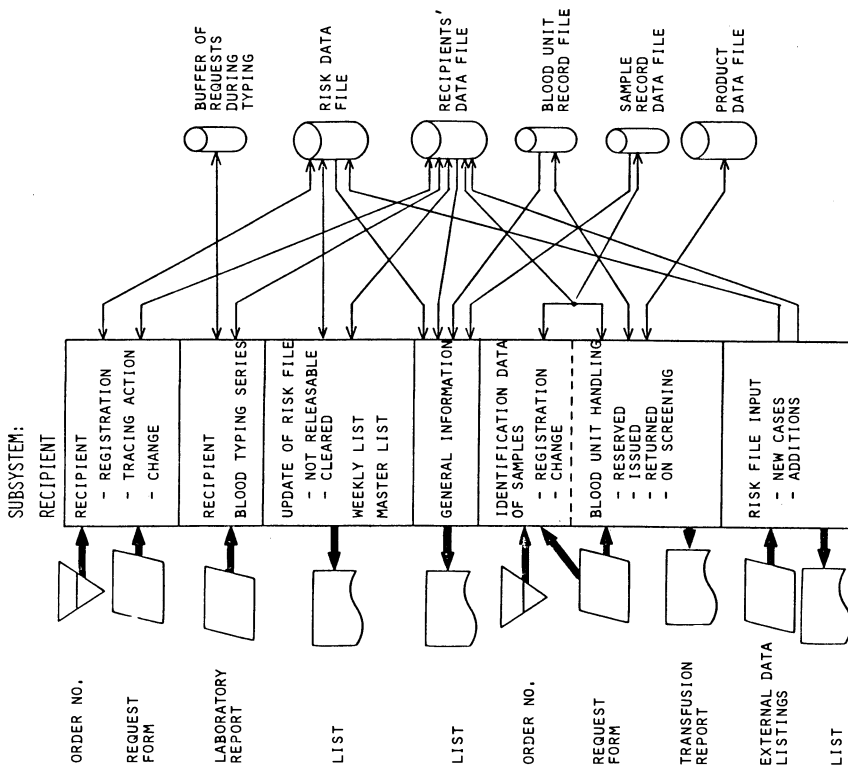 SUBSYSTEM:
RECIPIENT
ORDER NO.
REQUEST
FORM
LABORATORY
REPORT
LIST
LIST
ORDER NO.
REQUEST
FORM
TRANSFUSION
REPORT
EXTERNAL DATA
LISTINGS
LIST
RECIPIENT
- REGISTRATION
- TRACING ACTION
- CHANGE
RECIPIENT
BLOOD TYPING SERIES
UPDATE OF RISK FILE
- NOT RELEASABLE
- CLEARED
WEEKLY LIST
MASTER LIST
GENERAL INFORMATION
IDENTIFICATION DATA
OF SAMPLES
- REGISTRATION
- CHANGE
BLOOD UNIT HANDLING
- RESERVED
- ISSUED
- RETURNED
- ON SCREENING
RISK FILE INPUT
- NEW CASES
- ADDITIONS
BUFFER OF
REQUESTS
DURING
TYPING
RISK DATA
FILE
RECIPIENTS'
DATA FILE
BLOOD UNIT
RECORD FILE
SAMPLE
RECORD
DATA FILE
PRODUCT
DATA FILE